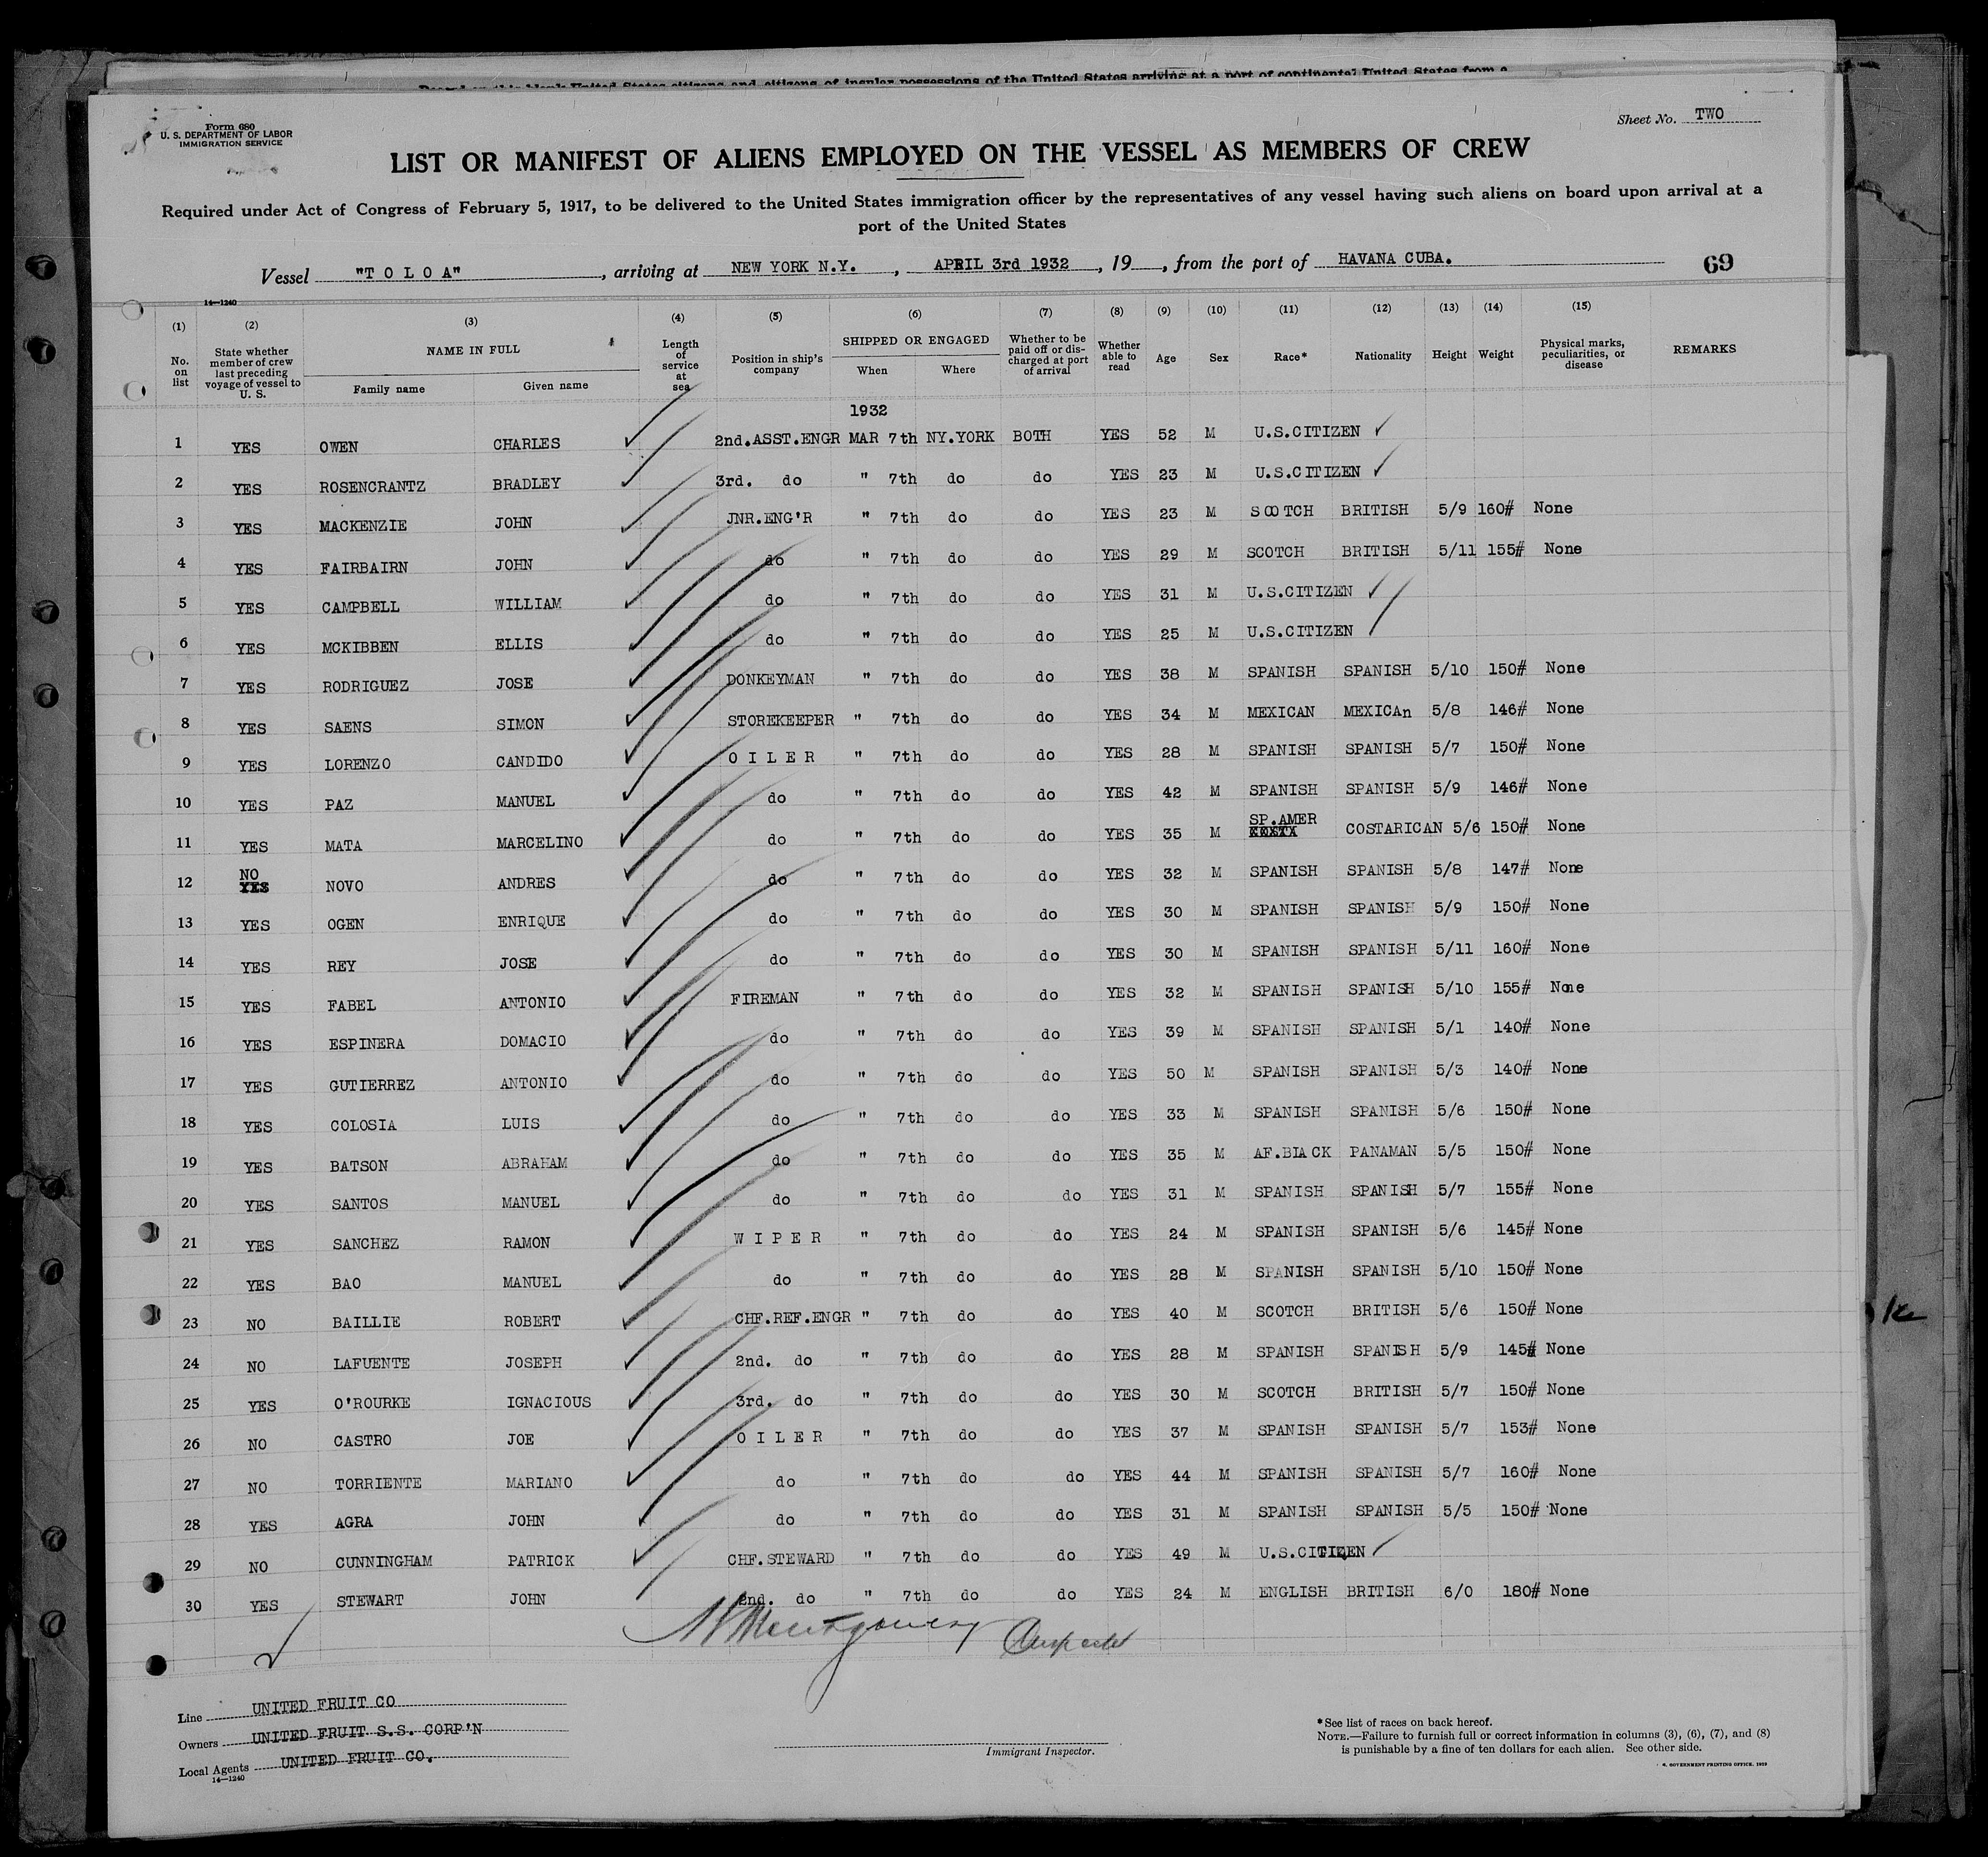 Form 680
U. S. DEPARTMENT OF LABOR
IMMIGRATION SERVICE
Sheet No. TWO
LIST OR MANIFEST OF ALIENS EMPLOYED ON THE VESSEL AS MEMBERS OF CREW
Required under Act of Congress of February 5, 1917, to be delivered to the United States immigration officer by the representatives of any vessel having such aliens on board upon arrival at a
port of the United States
Vessel "T O L O A", arriving at NEW YORK N.Y., APRIL 3rd 1932, 19, from the port of HAVANA CUBA. 69
14—1240
(1) (2) (3) (4) (5) (6) (7) (8) (9) (10) (11) (12) (13) (14) (15)
No. on list State whether member of crew last preceding voyage of vessel to U. S. NAME IN FULL Family name Given name Length of service at sea Position in ship's company SHIPPED OR ENGAGED When Where Whether to be paid off or discharged at port of arrival Whether able to read Age Sex Race* Nationality Height Weight Physical marks, peculiarities, or disease REMARKS
1932
1 YES OWEN CHARLES 2nd.ASST.ENGR MAR 7th NY.YORK BOTH YES 52 M U.S.CITIZEN
2 YES ROSENCRANTZ BRADLEY 3rd. do " 7th do do YES 23 M U.S.CITIZEN
3 YES MACKENZIE JOHN JNR.ENG'R " 7th do do YES 23 M SCOTCH BRITISH 5/9 160# None
4 YES FAIRBAIRN JOHN do " 7th do do YES 29 M SCOTCH BRITISH 5/11 155# None
5 YES CAMPBELL WILLIAM do " 7th do do YES 31 M U.S.CITIZEN
6 YES MCKIBBEN ELLIS do " 7th do do YES 25 M U.S.CITIZEN
7 YES RODRIGUEZ JOSE DONKEYMAN " 7th do do YES 38 M SPANISH SPANISH 5/10 150# None
8 YES SAENS SIMON STOREKEEPER " 7th do do YES 34 M MEXICAN MEXICAn 5/8 146# None
9 YES LORENZO CANDIDO O I L E R " 7th do do YES 28 M SPANISH SPANISH 5/7 150# None
10 YES PAZ MANUEL do " 7th do do YES 42 M SPANISH SPANISH 5/9 146# None
11 YES MATA MARCELINO do " 7th do do YES 35 M SP.AMER COSTARICAN 5/6 150# None
12 NO YES NOVO ANDRES do " 7th do do YES 32 M SPANISH SPANISH 5/8 147# None
13 YES OGEN ENRIQUE do " 7th do do YES 30 M SPANISH SPANISH 5/9 150# None
14 YES REY JOSE do " 7th do do YES 30 M SPANISH SPANISH 5/11 160# None
15 YES FABEL ANTONIO FIREMAN " 7th do do YES 32 M SPANISH SPANISH 5/10 155# None
16 YES ESPINERA DOMACIO do " 7th do do YES 39 M SPANISH SPANISH 5/1 140# None
17 YES GUTIERREZ ANTONIO do " 7th do do YES 50 M SPANISH SPANISH 5/3 140# None
18 YES COLOSIA LUIS do " 7th do do YES 33 M SPANISH SPANISH 5/6 150# None
19 YES BATSON ABRAHAM do " 7th do do YES 35 M AF.BLACK PANAMAN 5/5 150# None
20 YES SANTOS MANUEL do " 7th do do YES 31 M SPANISH SPANISH 5/7 155# None
21 YES SANCHEZ RAMON W I P E R " 7th do do YES 24 M SPANISH SPANISH 5/6 145# None
22 YES BAO MANUEL do " 7th do do YES 28 M SPANISH SPANISH 5/10 150# None
23 NO BAILLIE ROBERT CHF.REF.ENGR " 7th do do YES 40 M SCOTCH BRITISH 5/6 150# None
24 NO LAFUENTE JOSEPH 2nd. do " 7th do do YES 28 M SPANISH SPANISH 5/9 145# None
25 YES O'ROURKE IGNACIOUS 3rd. do " 7th do do YES 30 M SCOTCH BRITISH 5/7 150# None
26 NO CASTRO JOE O I L E R " 7th do do YES 37 M SPANISH SPANISH 5/7 153# None
27 NO TORRIENTE MARIANO do " 7th do do YES 44 M SPANISH SPANISH 5/7 160# None
28 YES AGRA JOHN do " 7th do do YES 31 M SPANISH SPANISH 5/5 150# None
29 NO CUNNINGHAM PATRICK CHF.STEWARD " 7th do do YES 49 M U.S.CITIZEN
30 YES STEWART JOHN 2nd. do " 7th do do YES 24 M ENGLISH BRITISH 6/0 180# None
Montgomery
Line UNITED FRUIT CO
Owners UNITED FRUIT S.S. CORP'N
Local Agents UNITED FRUIT CO.
14—1240
Immigrant Inspector.
*See list of races on back hereof.
NOTE.—Failure to furnish full or correct information in columns (3), (6), (7), and (8)
is punishable by a fine of ten dollars for each alien. See other side.
GOVERNMENT PRINTING OFFICE. 1929